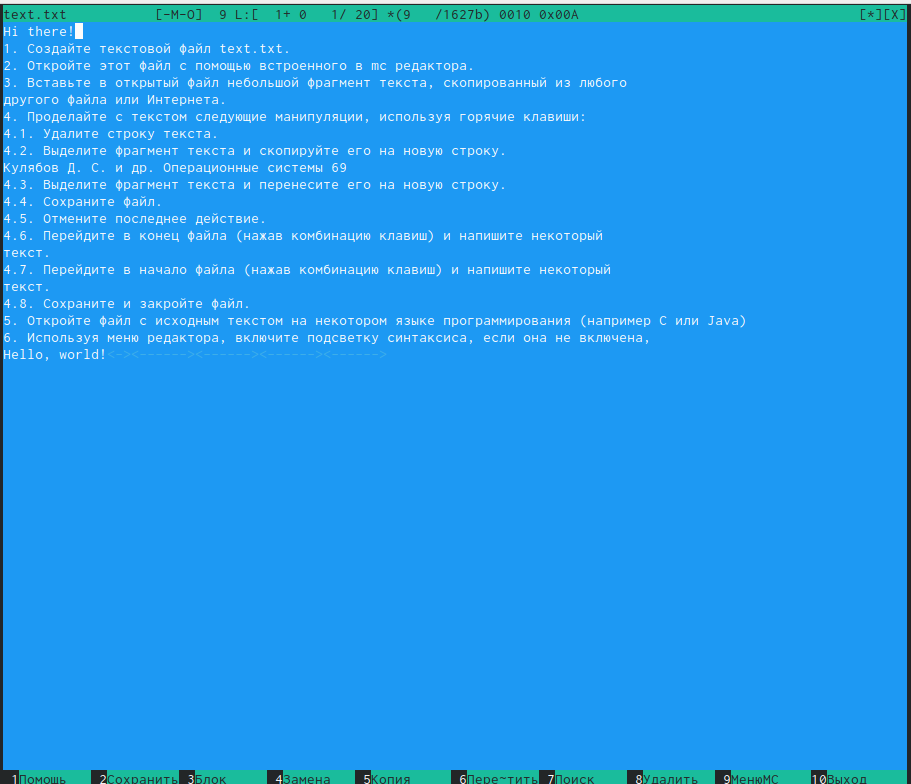 text.txt [-M-O] 9 L:[ 1+ 0 1/ 20] *(9 /1627b) 0010 0x00A [*][X]
Hi there!
1. Создайте текстовой файл text.txt.
2. Откройте этот файл с помощью встроенного в mc редактора.
3. Вставьте в открытый файл небольшой фрагмент текста, скопированный из любого
другого файла или Интернета.
4. Проделайте с текстом следующие манипуляции, используя горячие клавиши:
4.1. Удалите строку текста.
4.2. Выделите фрагмент текста и скопируйте его на новую строку.
Кулябов Д. С. и др. Операционные системы 69
4.3. Выделите фрагмент текста и перенесите его на новую строку.
4.4. Сохраните файл.
4.5. Отмените последнее действие.
4.6. Перейдите в конец файла (нажав комбинацию клавиш) и напишите некоторый
текст.
4.7. Перейдите в начало файла (нажав комбинацию клавиш) и напишите некоторый
текст.
4.8. Сохраните и закройте файл.
5. Откройте файл с исходным текстом на некотором языке программирования (например C или Java)
6. Используя меню редактора, включите подсветку синтаксиса, если она не включена,
Hello, world!<-><------><------><------><------>
1Помощь 2Сохранить 3Блок 4Замена 5Копия 6Пере~тить 7Поиск 8Удалить 9МенюMC 10Выход